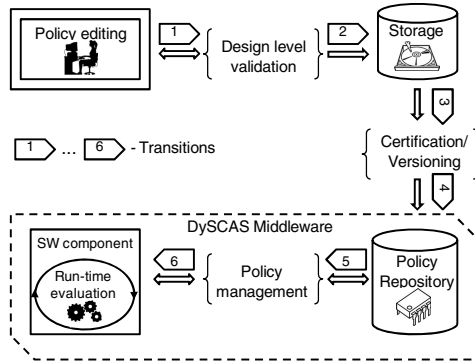 Policy editing
1
Design level
validation
2
Storage
3
Certification/
Versioning
4
1 ... 6 - Transitions
DySCAS Middleware
SW component
Run-time
evaluation
6
Policy
management
5
Policy
Repository